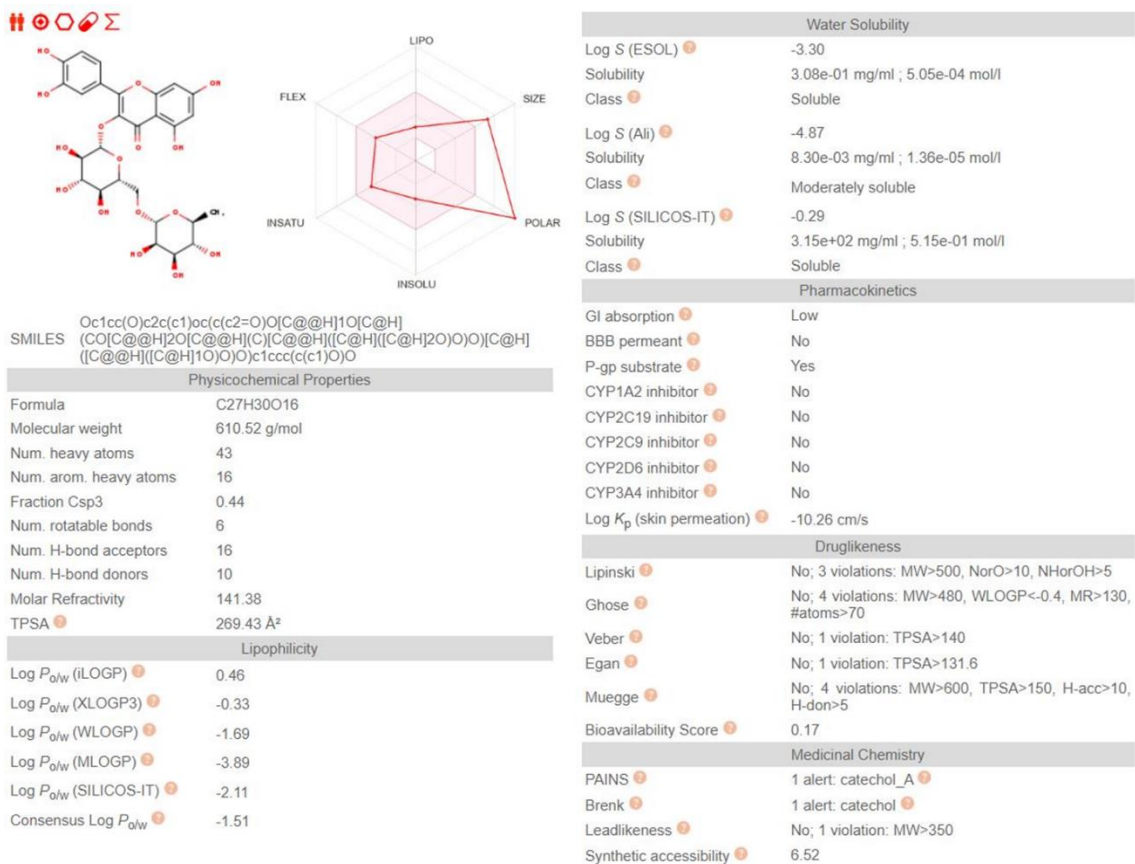 LIPO
SIZE
POLAR
INSOLU
INSATU
FLEX
SMILES
Oc1cc(O)c2c(c1)oc(c(c2=O)O[C@@H]1O[C@H]
(CO[C@@H]2O[C@@H](C)[C@@H]([C@H]([C@H]2O)O)O)[C@H]
([C@@H]([C@H]1O)O)O)c1ccc(c(c1)O)O
Physicochemical Properties
Formula C27H30O16
Molecular weight 610.52 g/mol
Num. heavy atoms 43
Num. arom. heavy atoms 16
Fraction Csp3 0.44
Num. rotatable bonds 6
Num. H-bond acceptors 16
Num. H-bond donors 10
Molar Refractivity 141.38
TPSA ? 269.43 Å²
Lipophilicity
Log Po/w (iLOGP) ? 0.46
Log Po/w (XLOGP3) ? -0.33
Log Po/w (WLOGP) ? -1.69
Log Po/w (MLOGP) ? -3.89
Log Po/w (SILICOS-IT) ? -2.11
Consensus Log Po/w ? -1.51
Water Solubility
Log S (ESOL) ? -3.30
Solubility 3.08e-01 mg/ml ; 5.05e-04 mol/l
Class ? Soluble
Log S (Ali) ? -4.87
Solubility 8.30e-03 mg/ml ; 1.36e-05 mol/l
Class ? Moderately soluble
Log S (SILICOS-IT) ? -0.29
Solubility 3.15e+02 mg/ml ; 5.15e-01 mol/l
Class ? Soluble
Pharmacokinetics
GI absorption ? Low
BBB permeant ? No
P-gp substrate ? Yes
CYP1A2 inhibitor ? No
CYP2C19 inhibitor ? No
CYP2C9 inhibitor ? No
CYP2D6 inhibitor ? No
CYP3A4 inhibitor ? No
Log Kp (skin permeation) ? -10.26 cm/s
Druglikeness
Lipinski ? No; 3 violations: MW>500, NorO>10, NHorOH>5
Ghose ? No; 4 violations: MW>480, WLOGP<-0.4, MR>130,
#atoms>70
Veber ? No; 1 violation: TPSA>140
Egan ? No; 1 violation: TPSA>131.6
Muegge ? No; 4 violations: MW>600, TPSA>150, H-acc>10,
H-don>5
Bioavailability Score ? 0.17
Medicinal Chemistry
PAINS ? 1 alert: catechol_A ?
Brenk ? 1 alert: catechol ?
Leadlikeness ? No; 1 violation: MW>350
Synthetic accessibility ? 6.52